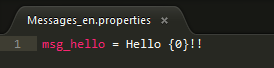 Messages_en.properties ×
1 msg_hello = Hello {0}!!